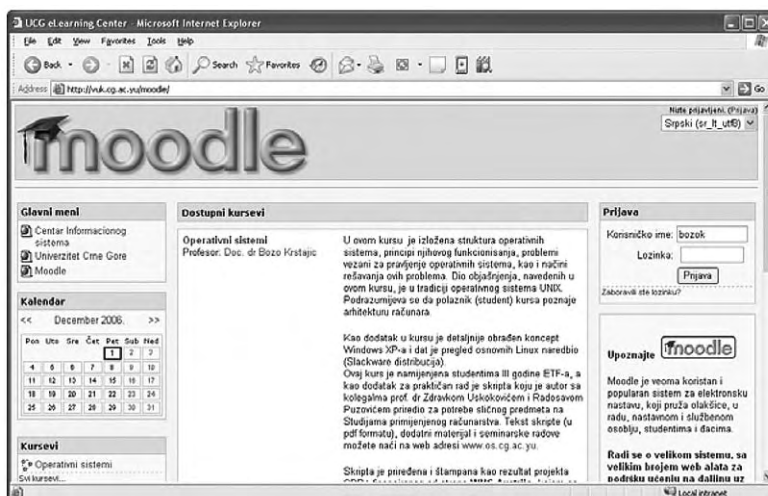 UCG eLearning Center - Microsoft Internet Explorer
File Edit View Favorites Tools Help
Back Search Favorites
Address http://vuk.cg.ac.yu/moodle/ Go
Niste prijavljeni. (Prijava)
Srpski (sr_lt_utf8)
moodle
Glavni meni
Centar Informacionog
sistema
Univerzitet Crne Gore
Moodle
Kalendar
<< December 2006. >>
Pon Uto Sre Čet Pet Sub Ned
1 2 3
4 5 6 7 8 9 10
11 12 13 14 15 16 17
18 19 20 21 22 23 24
25 26 27 28 29 30 31
Kursevi
Operativni sistemi
Svi kursevi...
Dostupni kursevi
Operativni sistemi
Profesor: Doc. dr Bozo Krstajic
U ovom kursu je izložena struktura operativnih
sistema, principi njihovog funkcionisanja, problemi
vezani za pravljenje operativnih sistema, kao i načini
rešavanja ovih problema. Dio objašnjenja, navedenih u
ovom kursu, je u tradiciji operativnog sistema UNIX.
Podrazumijeva se da polaznik (student) kursa poznaje
arhitekturu računara.
Kao dodatak u kursu je detaljnije obrađen koncept
Windows XP-a i dat je pregled osnovnih Linux naredbio
(Slackware distribucija).
Ovaj kurs je namijenjena studentima III godine ETF-a, a
kao dodatak za praktičan rad je skripta koju je autor sa
kolegalma prof. dr Zdravkom Uskokovićem i Radosavom
Puzovićem priredio za potrebe sličnog predmeta na
Studijama primijenjenog računarstva. Tekst skripte (u
pdf formatu), dodatni materijal i seminarske radove
možete naći na web adresi www.os.cg.ac.yu.
Skripta je priređena i štampana kao rezultat projekta
Prijava
Korisničko ime: bozok
Lozinka:
Prijava
Zaboravili ste lozinku?
Upoznajte moodle
Moodle je veoma koristan i
popularan sistem za elektronsku
nastavu, koji pruža olakšice, u
radu, nastavnom i službenom
osoblju, studentima i đacima.
Radi se o velikom sistemu, sa
velikim brojem web alata za
podršku učenju na daljinu uz
Local intranet